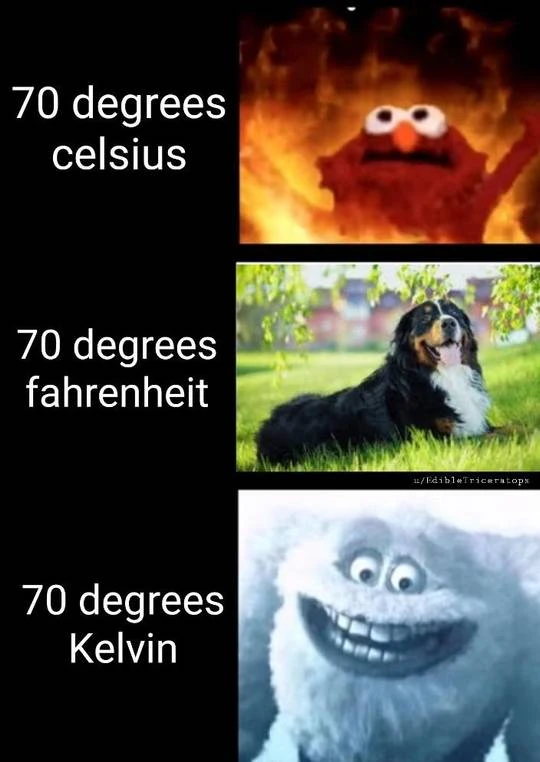 70 degrees
celsius
70 degrees
fahrenheit
u/EdibleTriceratops
70 degrees
Kelvin